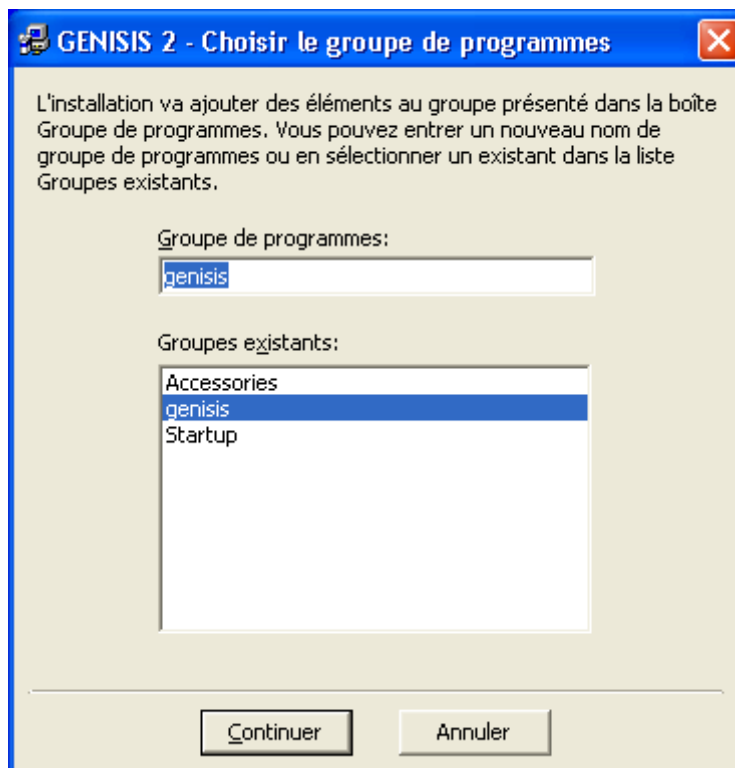 GENISIS 2 - Choisir le groupe de programmes
L'installation va ajouter des éléments au groupe présenté dans la boîte
Groupe de programmes. Vous pouvez entrer un nouveau nom de
groupe de programmes ou en sélectionner un existant dans la liste
Groupes existants.
Groupe de programmes:
genisis
Groupes existants:
Accessories
genisis
Startup
Continuer
Annuler